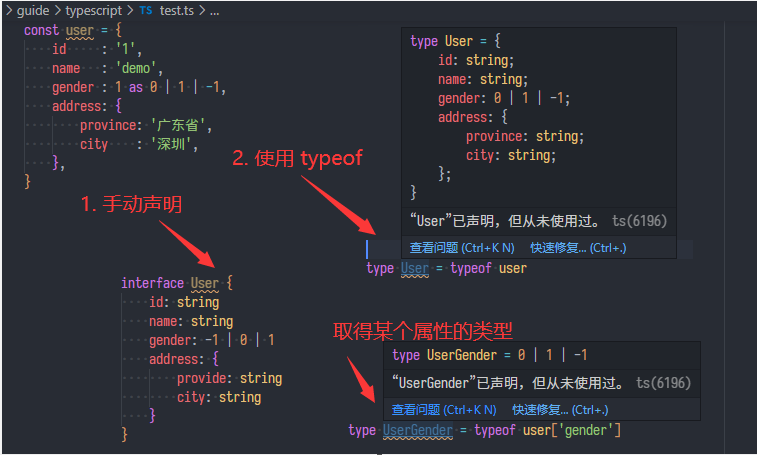 guide > typescript > TS test.ts > ...
const user = {
id : '1',
name : 'demo',
gender : 1 as 0 | 1 | -1,
address: {
province: '广东省',
city : '深圳',
},
}
1. 手动声明
interface User {
id: string
name: string
gender: -1 | 0 | 1
address: {
provide: string
city: string
}
}
2. 使用 typeof
type User = {
id: string;
name: string;
gender: 0 | 1 | -1;
address: {
province: string;
city: string;
};
}
“User”已声明，但从未使用过。 ts(6196)
查看问题 (Ctrl+K N) 快速修复... (Ctrl+.)
type User = typeof user
取得某个属性的类型
type UserGender = 0 | 1 | -1
“UserGender”已声明，但从未使用过。 ts(6196)
查看问题 (Ctrl+K N) 快速修复... (Ctrl+.)
type UserGender = typeof user['gender']